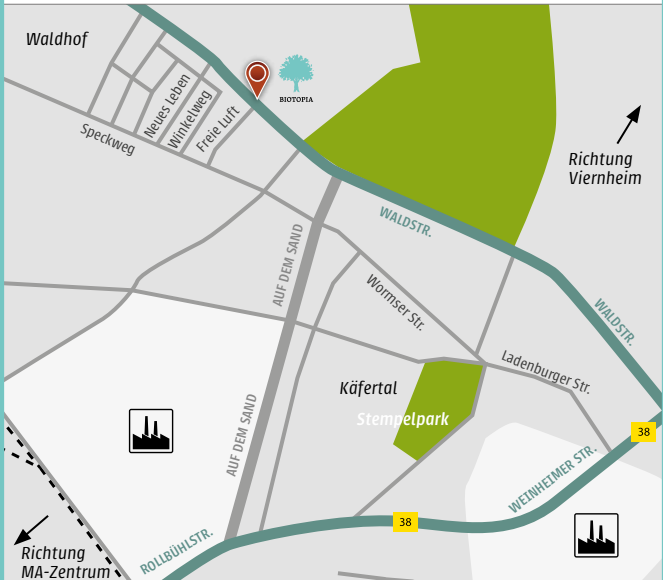 Waldhof
BIOTOPIA
Neues Leben
Winkelweg
Freie Luft
Speckweg
Richtung
Viernheim
WALDSTR.
AUF DEM SAND
Wormser Str.
WALDSTR.
Ladenburger Str.
Käfertal
Stempelpark
AUF DEM SAND
38
WEINHEIMER STR.
38
ROLLBÜHLSTR.
Richtung
MA-Zentrum